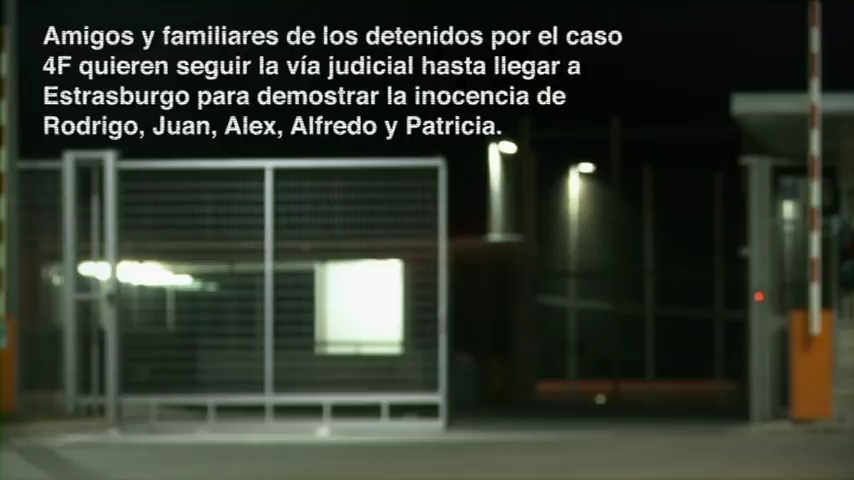 Amigos y familiares de los detenidos por el caso
4F quieren seguir la vía judicial hasta llegar a
Estrasburgo para demostrar la inocencia de
Rodrigo, Juan, Alex, Alfredo y Patricia.